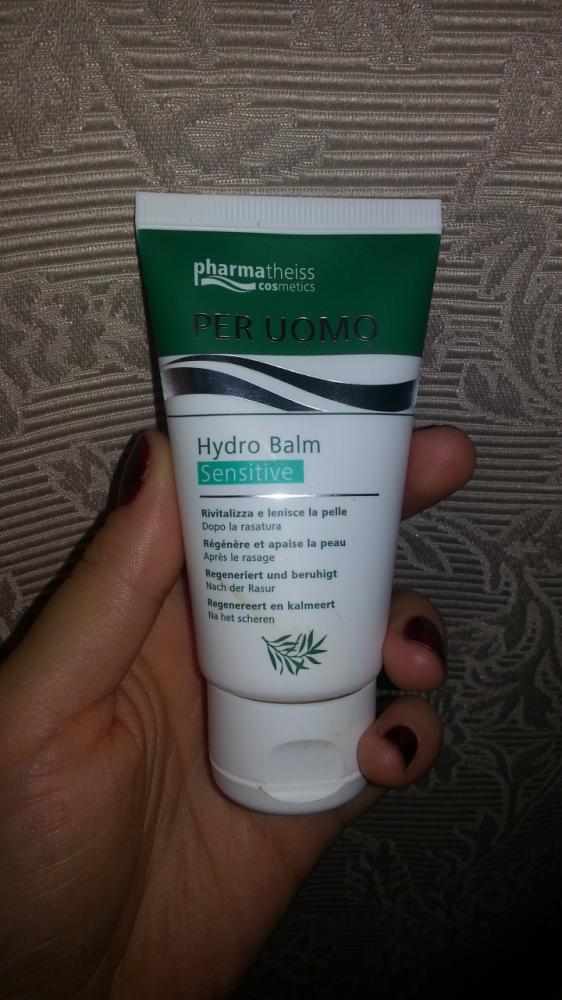 pharmatheiss
cosmetics
PER UOMO
Hydro Balm
Sensitive
Rivitalizza e lenisce la pelle
Dopo la rasatura
Régénère et apaise la peau
Après le rasage
Regeneriert und beruhigt
Nach der Rasur
Regenereert en kalmeert
Na het scheren